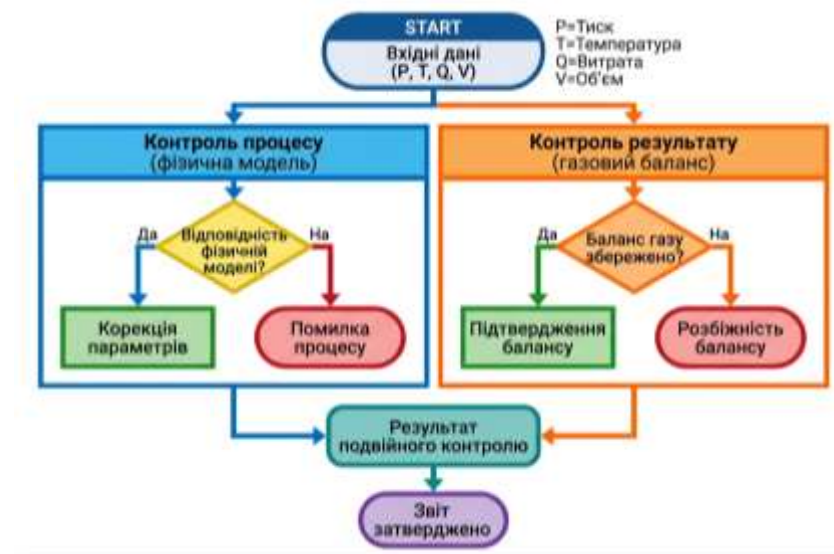 START
Вхідні дані
(P, T, Q, V)
P=Тиск
T=Температура
Q=Витрата
V=Об'єм
Контроль процесу
(фізична модель)
Да
Відповідність
фізичній
моделі?
На
Корекція
параметрів
Помилка
процесу
Контроль результату
(газовий баланс)
Да
Баланс газу
збережено?
На
Підтвердження
балансу
Розбіжність
балансу
Результат
подвійного контролю
Звіт
затверджено